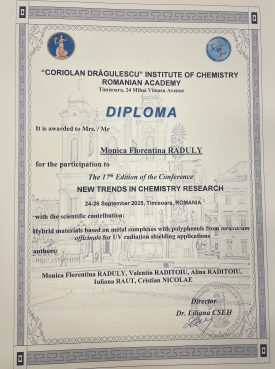 "CORIOLAN DRĂGULESCU" INSTITUTE OF CHEMISTRY
ROMANIAN ACADEMY
Timisoara, 24 Mihai Viteazu Avenue
DIPLOMA
It is awarded to Mrs. / Mr
Monica Florentina RADULY
for the participation to
The 17th Edition of the Conference
NEW TRENDS IN CHEMISTRY RESEARCH
24-26 September 2025, Timisoara, ROMANIA
with the scientific contribution:
Hybrid materials based on metal complexes with polyphenols from taraxacum
officinale for UV radiation shielding applications
authors:
Monica Florentina RADULY, Valentin RADITOIU, Alina RADITOIU,
Iuliana RAUT, Cristian NICOLAE
Director
Dr. Liliana CSEH